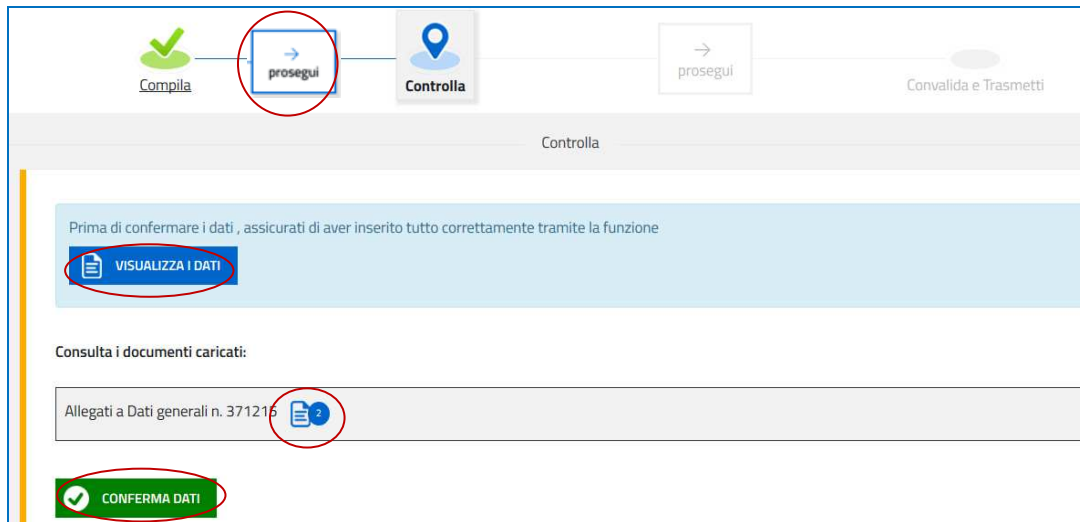 Compila
→
prosegui
Controlla
→
prosegui
Convalida e Trasmetti
Controlla
Prima di confermare i dati , assicurati di aver inserito tutto correttamente tramite la funzione
VISUALIZZA I DATI
Consulta i documenti caricati:
Allegati a Dati generali n. 371215 2
CONFERMA DATI